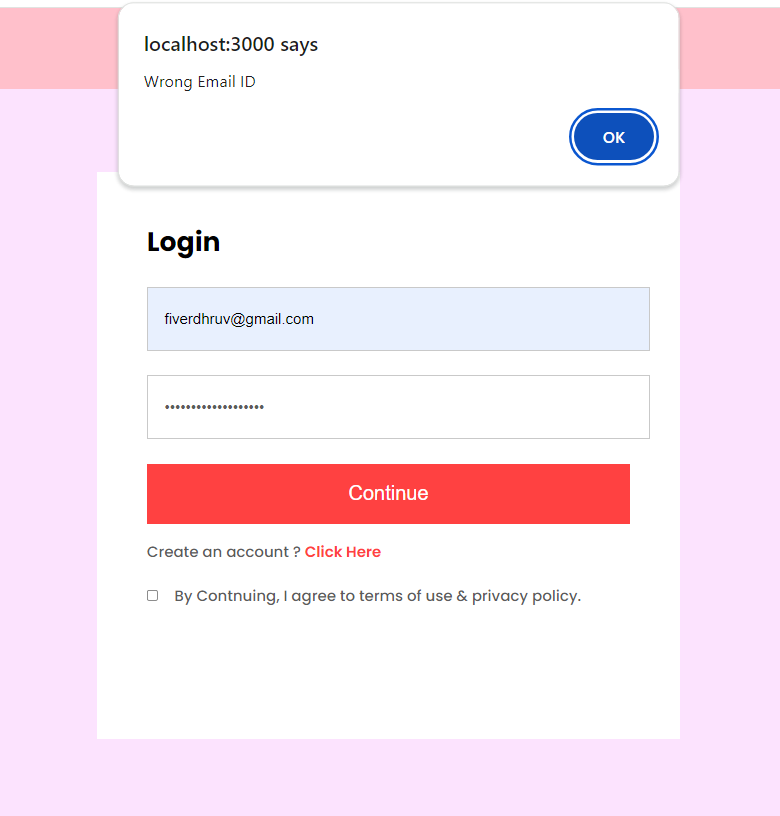 localhost:3000 says
Wrong Email ID
OK
Login
fiverdhruv@gmail.com
•••••••••••••••••••
Continue
Create an account ? Click Here
By Contnuing, I agree to terms of use & privacy policy.